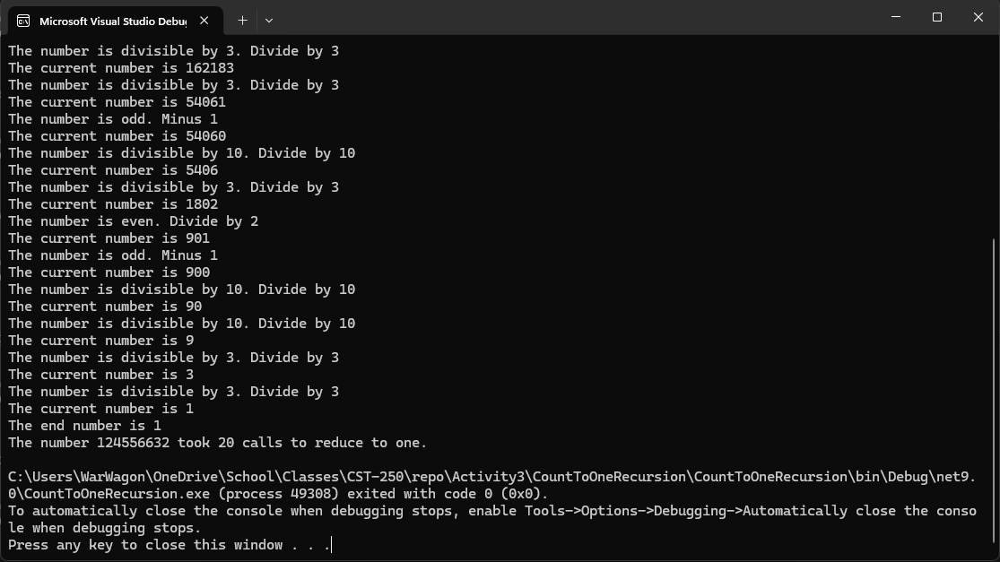 Microsoft Visual Studio Debug
The number is divisible by 3. Divide by 3
The current number is 162183
The number is divisible by 3. Divide by 3
The current number is 54061
The number is odd. Minus 1
The current number is 54060
The number is divisible by 10. Divide by 10
The current number is 5406
The number is divisible by 3. Divide by 3
The current number is 1802
The number is even. Divide by 2
The current number is 901
The number is odd. Minus 1
The current number is 900
The number is divisible by 10. Divide by 10
The current number is 90
The number is divisible by 10. Divide by 10
The current number is 9
The number is divisible by 3. Divide by 3
The current number is 3
The number is divisible by 3. Divide by 3
The current number is 1
The end number is 1
The number 124556632 took 20 calls to reduce to one.
C:\Users\WarWagon\OneDrive\School\Classes\CST-250\repo\Activity3\CountToOneRecursion\CountToOneRecursion\bin\Debug\net9.
0\CountToOneRecursion.exe (process 49308) exited with code 0 (0x0).
To automatically close the console when debugging stops, enable Tools->Options->Debugging->Automatically close the conso
le when debugging stops.
Press any key to close this window . . .